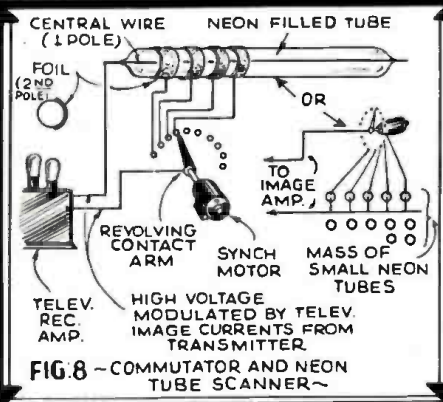 CENTRAL WIRE
(1 POLE)
NEON FILLED TUBE
FOIL
(2ND
POLE)
OR
TO
IMAGE
AMP.
REVOLVING
CONTACT
ARM
SYNCH
MOTOR
MASS OF
SMALL NEON
TUBES
TELEV.
REC.
AMP.
HIGH VOLTAGE
MODULATED BY TELEV.
IMAGE CURRENTS FROM
TRANSMITTER
FIG.8 ~ COMMUTATOR AND NEON
TUBE SCANNER~